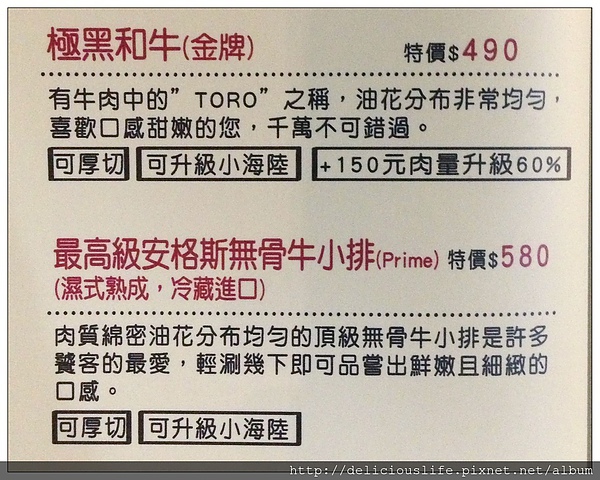 極黑和牛(金牌) 特價$490
有牛肉中的”TORO”之稱，油花分布非常均勻，
喜歡口感甜嫩的您，千萬不可錯過。
可厚切 可升級小海陸 +150元肉量升級60%
最高級安格斯無骨牛小排(Prime) 特價$580
(濕式熟成，冷藏進口)
肉質綿密油花分布均勻的頂級無骨牛小排是許多
饕客的最愛，輕涮幾下即可品嘗出鮮嫩且細緻的
口感。
可厚切 可升級小海陸
http://deliciouslife.pixnet.net/album